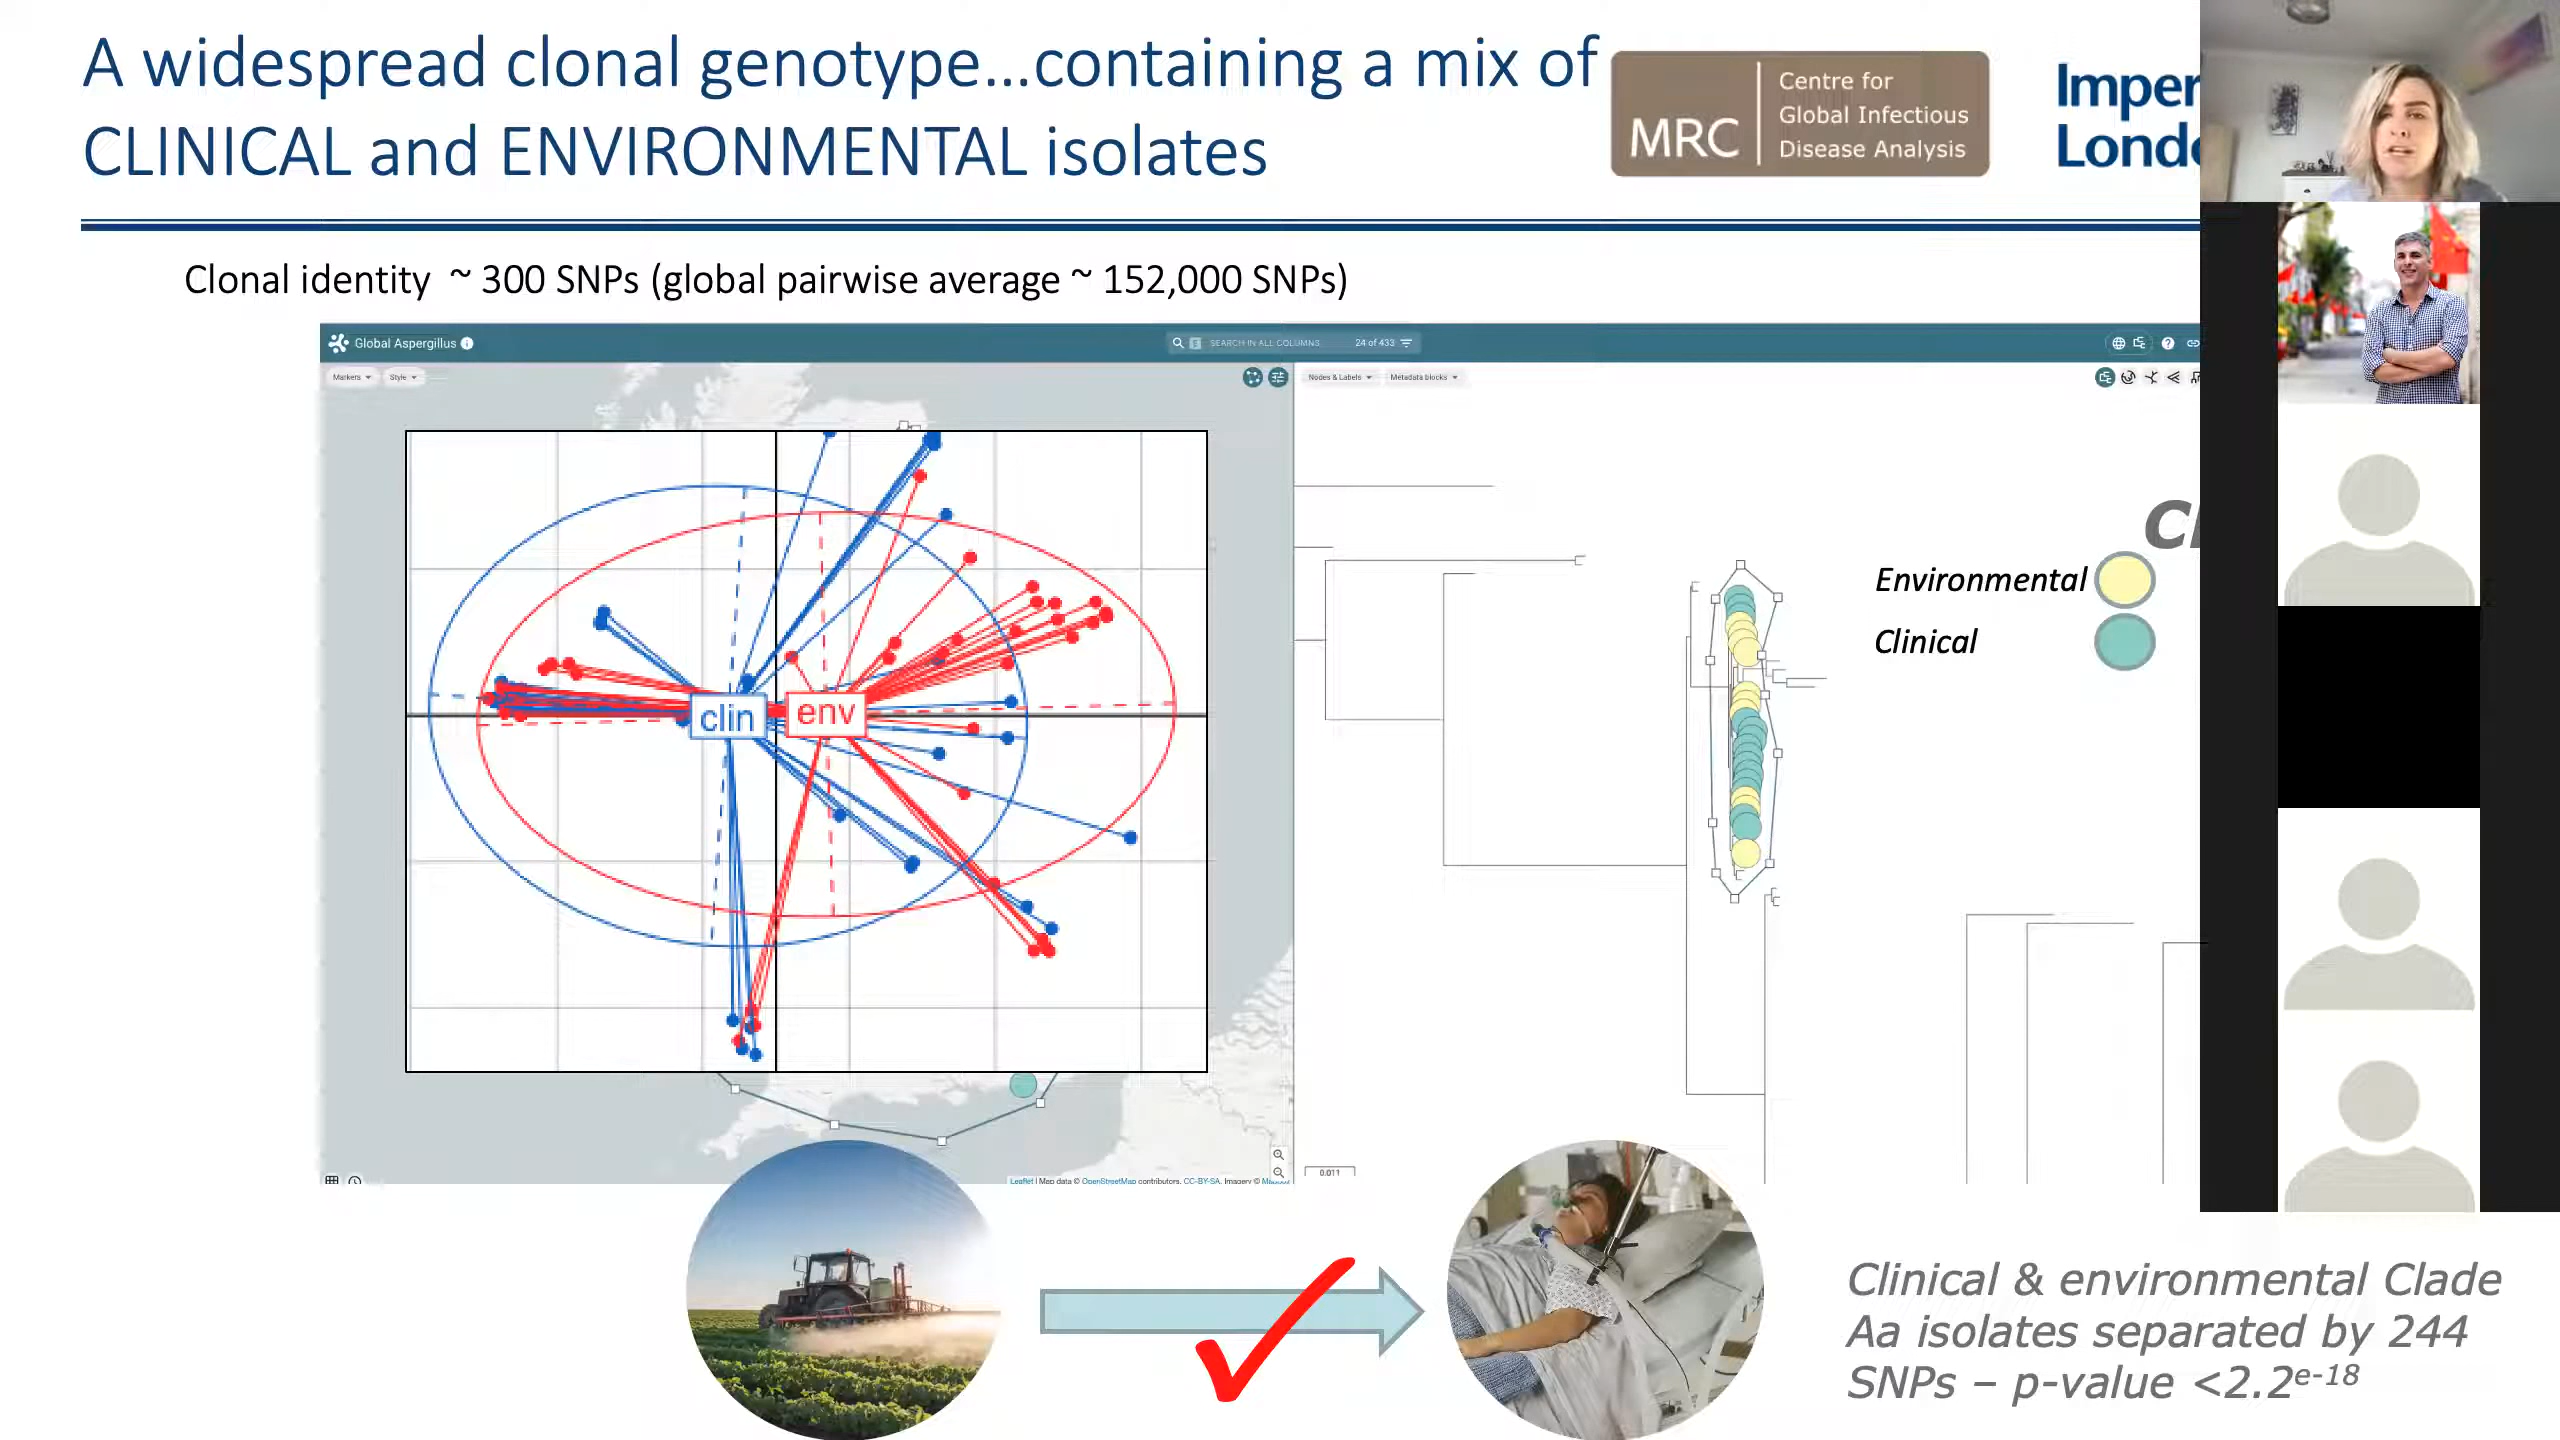 A widespread clonal genotype...containing a mix of
CLINICAL and ENVIRONMENTAL isolates
MRC
Centre for
Global Infectious
Disease Analysis
Imper
Londo
Clonal identity ~ 300 SNPs (global pairwise average ~ 152,000 SNPs)
Global Aspergillus
SEARCH IN ALL COLUMNS
24 of 433
Markers
Style
Nodes & Labels
Metadata blocks
clin
env
Cl
Environmental
Clinical
0.011
Leaflet | Map data © OpenStreetMap contributors, CC-BY-SA, Imagery ©
Clinical & environmental Clade
Aa isolates separated by 244
SNPs – p-value <2.2e-18